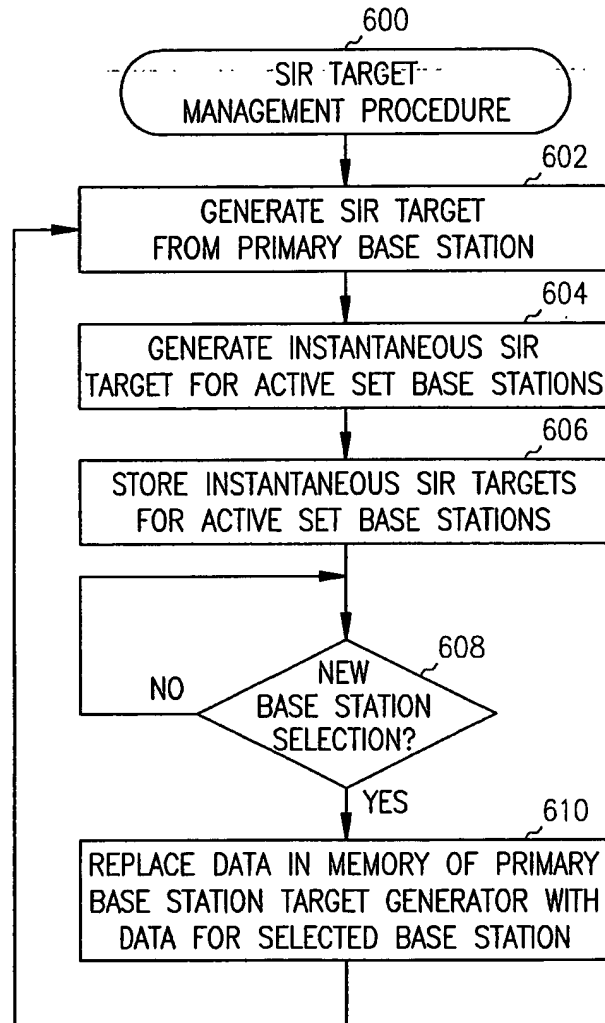 600
SIR TARGET
MANAGEMENT PROCEDURE
602
GENERATE SIR TARGET
FROM PRIMARY BASE STATION
604
GENERATE INSTANTANEOUS SIR
TARGET FOR ACTIVE SET BASE STATIONS
606
STORE INSTANTANEOUS SIR TARGETS
FOR ACTIVE SET BASE STATIONS
608
NEW
BASE STATION
SELECTION?
NO
YES
610
REPLACE DATA IN MEMORY OF PRIMARY
BASE STATION TARGET GENERATOR WITH
DATA FOR SELECTED BASE STATION